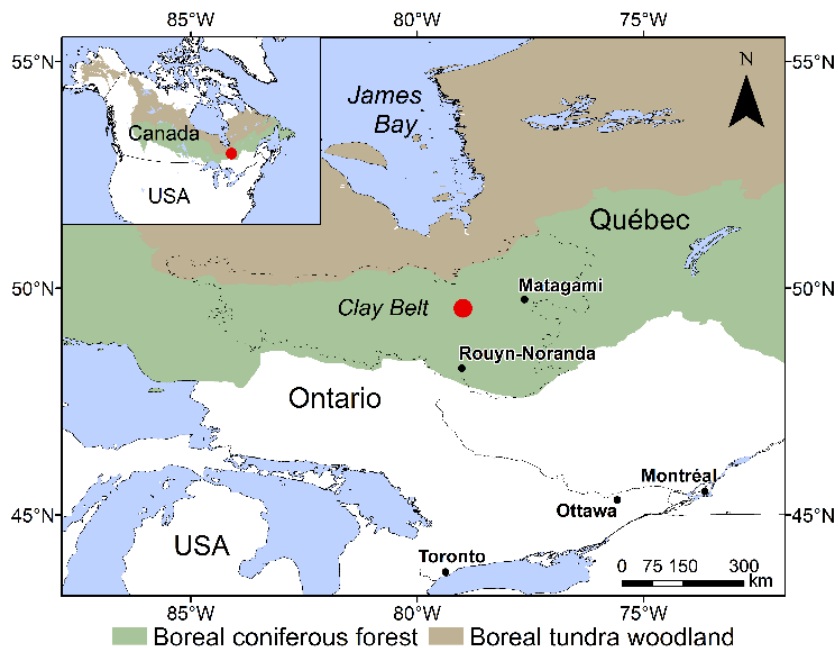 85°W 80°W 75°W
55°N 55°N
N
James
Bay
Canada
USA
Québec
50°N 50°N
Matagami
Clay Belt
Rouyn-Noranda
Ontario
Montréal
Ottawa
45°N 45°N
USA
Toronto
0 75 150 300
km
85°W 80°W 75°W
Boreal coniferous forest Boreal tundra woodland